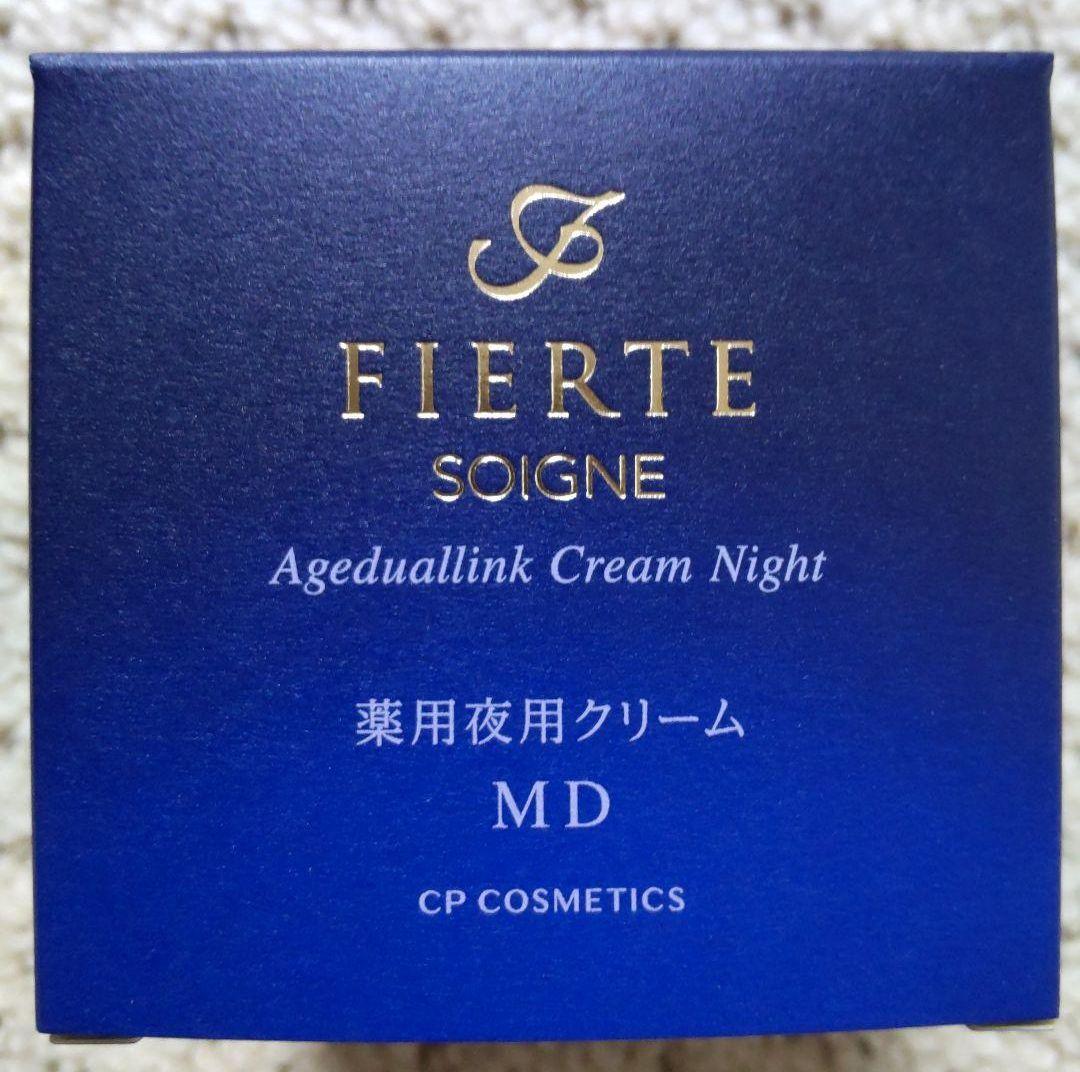 FIERTE
SOIGNE
Ageduallink Cream Night
薬用夜用クリーム
MD
CP COSMETICS